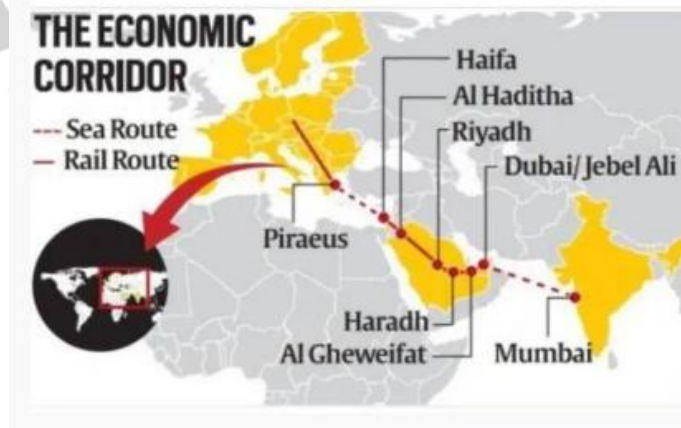 THE ECONOMIC
CORRIDOR
Sea Route
Rail Route
Haifa
Al Haditha
Riyadh
Dubai/Jebel Ali
Piraeus
Haradh
Al Gheweifat
Mumbai